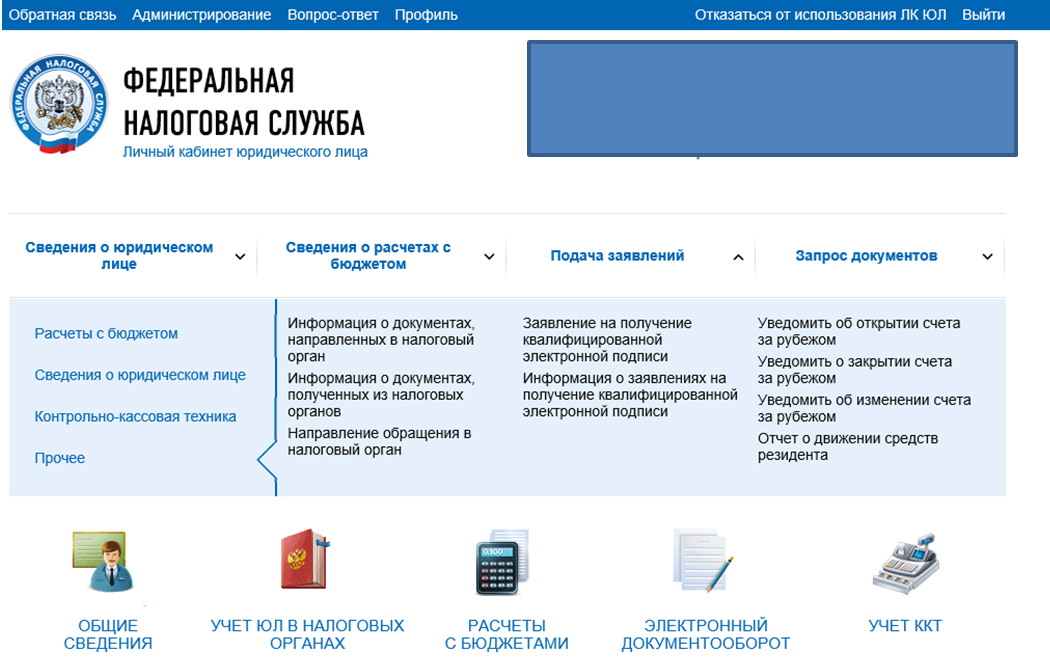 Обратная связь Администрирование Вопрос-ответ Профиль Отказаться от использования ЛК ЮЛ Выйти
ФЕДЕРАЛЬНАЯ НАЛОГОВАЯ СЛУЖБА
ФЕДЕРАЛЬНАЯ
НАЛОГОВАЯ СЛУЖБА
Личный кабинет юридического лица
Сведения о юридическом
лице
Сведения о расчетах с
бюджетом
Подача заявлений
Запрос документов
Расчеты с бюджетом
Сведения о юридическом лице
Контрольно-кассовая техника
Прочее
Информация о документах,
направленных в налоговый
орган
Информация о документах,
полученных из налоговых
органов
Направление обращения в
налоговый орган
Заявление на получение
квалифицированной
электронной подписи
Информация о заявлениях на
получение квалифицированной
электронной подписи
Уведомить об открытии счета
за рубежом
Уведомить о закрытии счета
за рубежом
Уведомить об изменении счета
за рубежом
Отчет о движении средств
резидента
0.100
ОБЩИЕ
СВЕДЕНИЯ
УЧЕТ ЮЛ В НАЛОГОВЫХ
ОРГАНАХ
РАСЧЕТЫ
С БЮДЖЕТАМИ
ЭЛЕКТРОННЫЙ
ДОКУМЕНТООБОРОТ
УЧЕТ ККТ